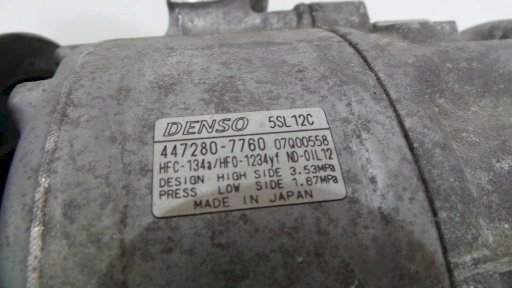 DENSO 5SL12C
447280-7760 07Q00558
HFC-134a/HFO-1234yf ND-OIL12
DESIGN HIGH SIDE 3.53MPa
PRESS LOW SIDE 1.67MPa
MADE IN JAPAN